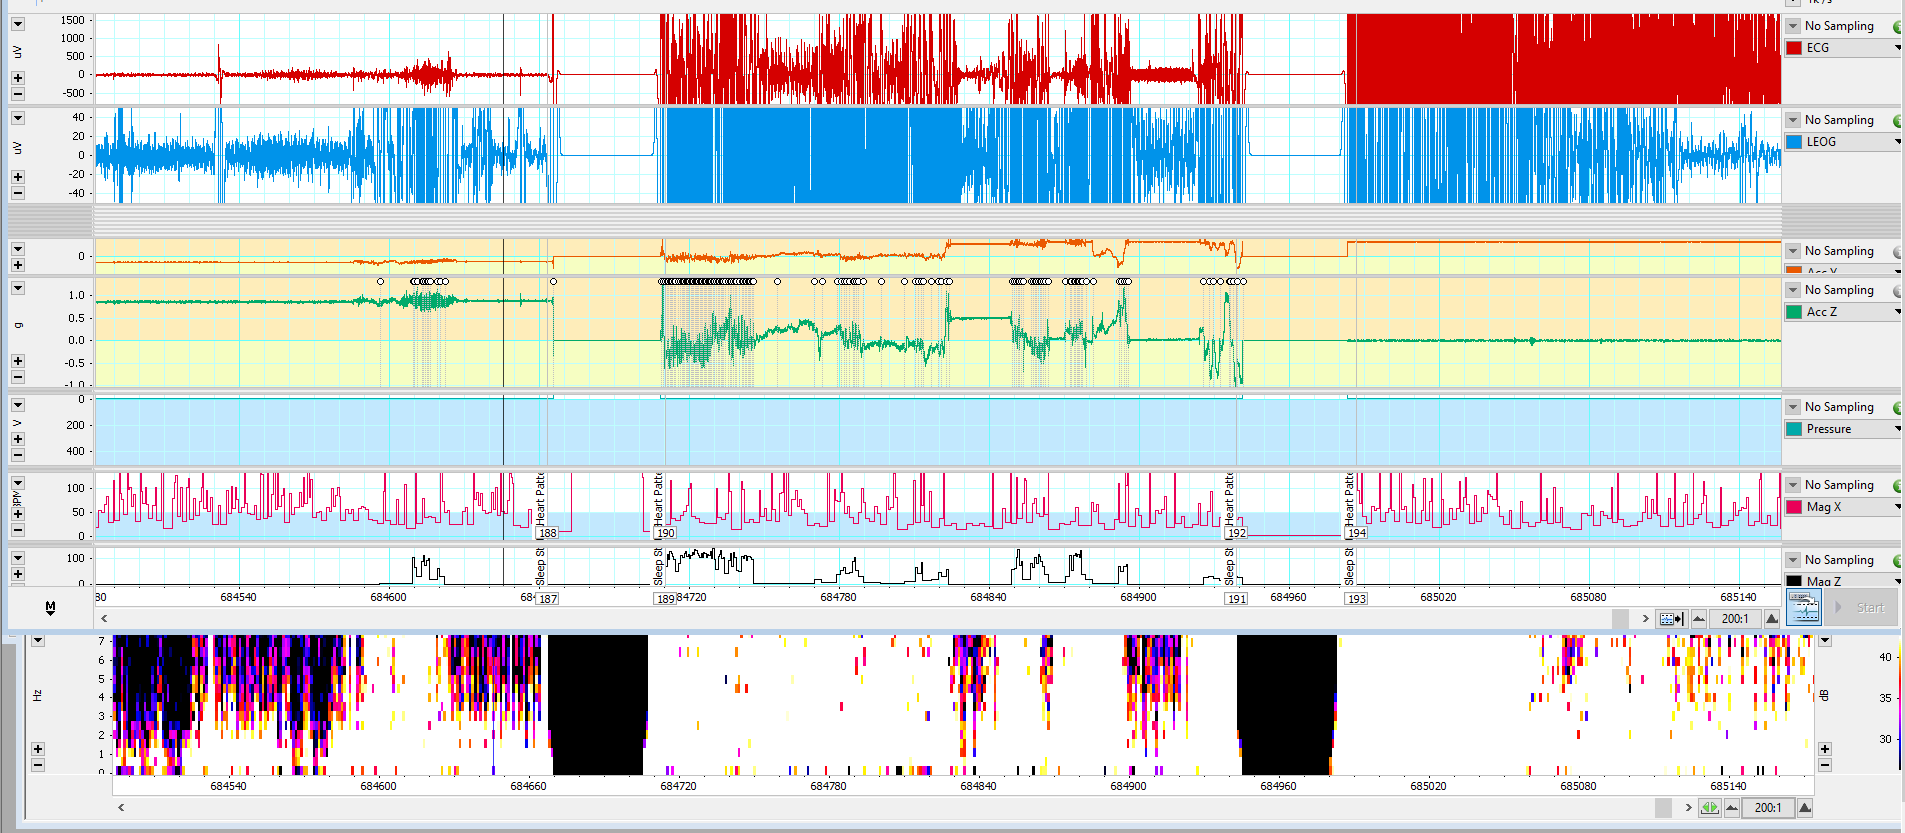 1k /s
1500
1000
500
0
-500
uV
No Sampling
ECG
40
20
0
-20
-40
uV
No Sampling
LEOG
0
No Sampling
1.0
0.5
0.0
-0.5
-1.0
g
No Sampling
Acc Z
0
200
400
V
No Sampling
Pressure
100
50
0
No Sampling
Mag X
Heart Patte
Heart Patte
Heart Patte
Heart Patte
188
190
192
194
100
0
No Sampling
Mag Z
Sleep St
Sleep St
Sleep St
Sleep St
684540
684600
187
189
684780
684840
684900
191
684960
193
685020
685080
685140
M
Start
200:1
7
6
5
4
3
2
1
0
Hz
40
35
30
dB
684540
684600
684660
684720
684780
684840
684900
684960
685020
685080
685140
200:1